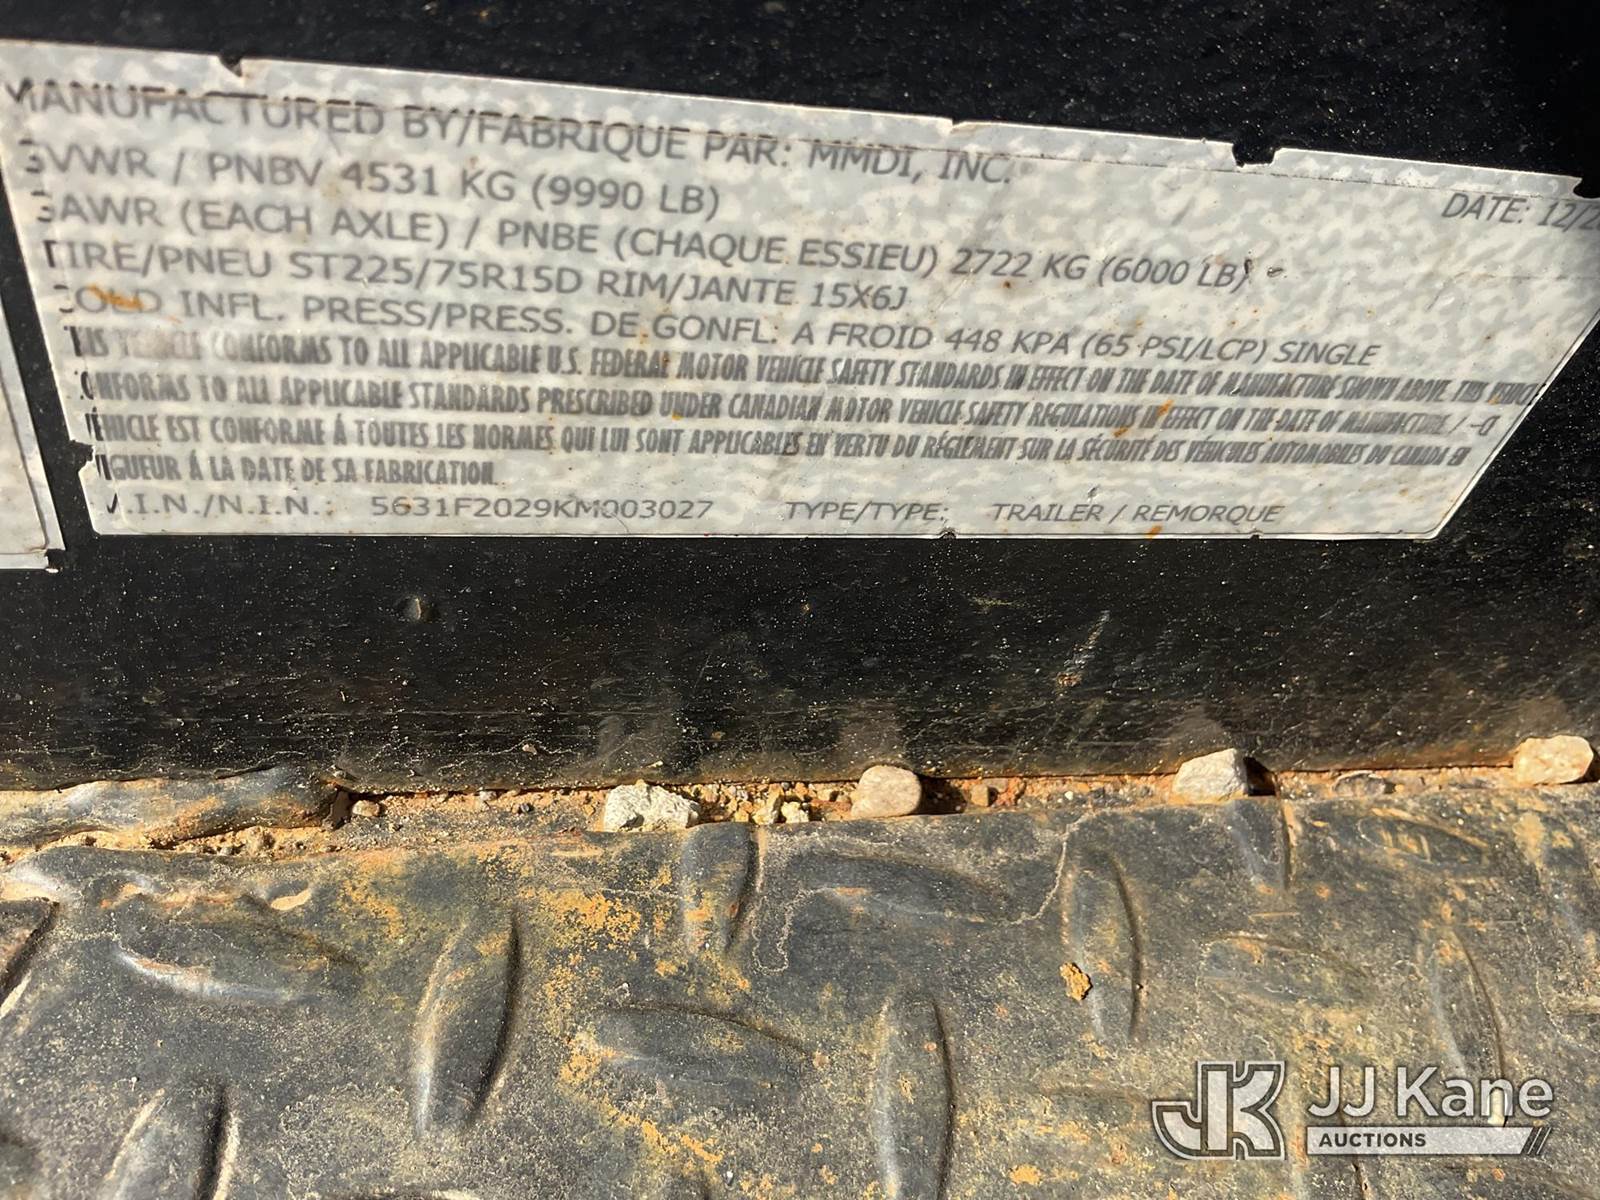 MANUFACTURED BY/FABRIQUE PAR: MMDI, INC.
DATE: 12/2
GVWR / PNBV 4531 KG (9990 LB)
GAWR (EACH AXLE) / PNBE (CHAQUE ESSIEU) 2722 KG (6000 LB)
TIRE/PNEU ST225/75R15D RIM/JANTE 15X6J
COLD INFL. PRESS/PRESS. DE GONFL. A FROID 448 KPA (65 PSI/LCP) SINGLE
THIS VEHICLE CONFORMS TO ALL APPLICABLE U.S. FEDERAL MOTOR VEHICLE SAFETY STANDARDS IN EFFECT ON THE DATE OF MANUFACTURE SHOWN ABOVE. THIS VEHICLE
CONFORMS TO ALL APPLICABLE STANDARDS PRESCRIBED UNDER CANADIAN MOTOR VEHICLE SAFETY REGULATIONS IN EFFECT ON THE DATE OF MANUFACTURE. /
VÉHICLE EST CONFORME Á TOUTES LES NORMES QUI LUI SONT APPLICABLES EN VERTU DU RÉGLEMENT SUR LA SÉCURITÉ DES VÉHICULES AUTOMOBILES DU CANADA EN
VIGUEUR Á LA DATE DE SA FABRICATION.
V.I.N./N.I.N.: 5631F2029KM003027 TYPE/TYPE: TRAILER / REMORQUE
JK JJ Kane
AUCTIONS